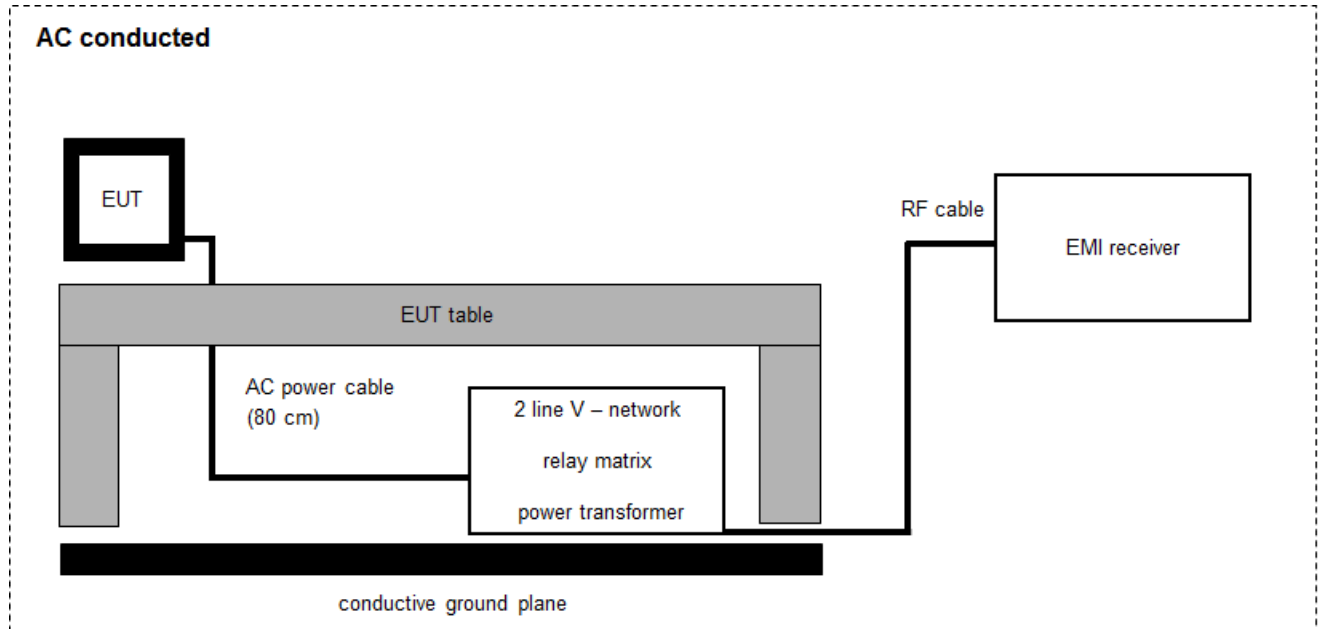 AC conducted
EUT
RF cable
EMI receiver
EUT table
AC power cable
(80 cm)
2 line V – network
relay matrix
power transformer
conductive ground plane